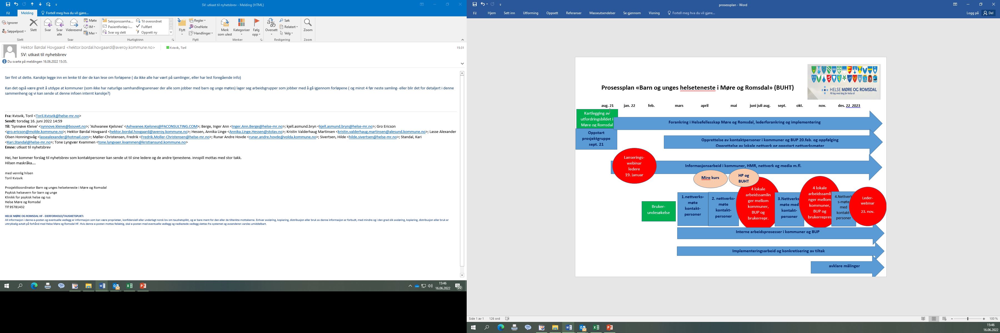 SV: utkast til nyhetsbrev - Melding (HTML)
Fil
Melding
Fortell meg hva du vil gjøre...
Ignorer
Søppelpost
Slett
Svar
Svar alle
Videresend
Møte
IM
Mer
Seksjonssamha...
Pasientforløp i...
Svar og slett
Til overordnet
Fullført
Opprett ny
Flytt
Regler
OneNote
Handlinger
Merk som ulest
Kategoriser
Følg opp
Oversett
Søk
Relatert
Velg
Zoom
Slett
Svar
Hurtigtrinn
Flytt
Merker
Redigering
Zoom
Hektor Børdal Hovgaard <hektor.bordal.hovgaard@averoy.kommune.no>
Kvisvik, Toril
15:31
SV: utkast til nyhetsbrev
Du svarte på meldingen 16.06.2022 15:35.
Ser fint ut dette. Kanskje legge inn en lenke til der de kan lese om forløpene ( da ikke alle har vært på samlinger, eller har lest foregående info)
Kan det også være greit å utdype at kommuner (som ikke har naturlige samhandlingsarenaer der alle som jobber med barn og unge møtes) lager seg arbeidsgrupper som jobber med å gå igjennom forløpene ( og minst 4 før neste samling- eller blir det for detaljert i denne
sammenheng og vi kan sende ut denne infoen internt kanskje?)
Fra: Kvisvik, Toril <Toril.Kvisvik@helse-mr.no>
Sendt: torsdag 16. juni 2022 14:59
Til: 'Synnøve Kleive' <synnove.kleive@bouvet.no>; 'Ashwanee Kjelsnes' <Ashwanee.Kjelsnes@PACONSULTING.COM>; Berge, Inger Ann <Inger.Ann.Berge@helse-mr.no>; kjell.asmund.bryn <kjell.asmund.bryn@helse-mr.no>; Gro Ericson
<gro.ericson@molde.kommune.no>; Hektor Børdal Hovgaard <hektor.bordal.hovgaard@averoy.kommune.no>; Hessen, Annika Linge <Annika.Linge.Hessen@stolav.no>; Kristin Valderhaug Martinsen <kristin.valderhaug.martinsen@alesund.kommune.no>; Lasse Alexander
Olsen Honningsvåg <lassealexander@hotmail.com>; Møller-Christensen, Fredrik <Fredrik.Moller-Christensen@helse-mr.no>; Runar Andre Hovde <runar.andre.hovde@volda.kommune.no>; Sivertsen, Hilde <hilde.sivertsen@helse-mr.no>; Standal, Kari
<Kari.Standal@helse-mr.no>; Tone Lyngvær Kvammen <tone.lyngvaer.kvammen@kristiansund.kommune.no>
Emne: utkast til nyhetsbrev
Hei, her kommer forslag til nyhetsbrev som kontaktpersoner kan sende ut til sine ledere og de andre tjenestene. innspill mottas med stor takk.
Hilsen maskråka....
med vennlig hilsen
Toril Kvisvik
Prosjektkoordinator Barn og unges helseteneste i Møre og Romsdal
Psykisk helsevern for barn og unge
Klinikk for psykisk helse og rus
Helse Møre og Romsdal
Tlf 95781432
HELSE MØRE OG ROMSDAL HF - EIERFORHOLD/TAUSHETSPLIKT:
All informasjon i denne e-posten og eventuelle vedlegg er informasjon som kan være proprietær, konfidensiell eller underlagt norsk lov om taushetsplikt, og er bare ment for den eller de tiltenkte mottakerne. Enhver avsløring, kopiering, distribusjon eller bruk av denne informasjon er forbudt, med mindre og i den grad slik avsløring, kopiering, distribusjon eller bruk er
uttrykkelig avtalt på forhånd med Helse Møre og Romsdal HF. Hvis denne e-posten mottas feilaktig, skal e-posten med eventuelle vedlegg og nedlastede vedlegg slettes fra systemet og avsenderen varsles umiddelbart.
15:46
16.06.2022
20
prosessplan - Word
Fil
Hjem
Sett inn
Utforming
Oppsett
Referanser
Masseutsendelser
Se gjennom
Visning
Fortell meg hva du vil gjøre...
Logg på
Del
HELSE MØRE OG ROMSDAL
På lag med deg for helsa di
Prosessplan «Barn og unges helseteneste i Møre og Romsdal» (BUHT)
aug. 21 jan. 22 feb. mars april mai juni juli aug. sept. okt. nov. des. 22 2023
Kartlegging av
utfordringsbildet i
Møre og Romsdal
Forankring i Helsefellesskap Møre og Romsdal, lederforankring og implementering
Oppstart
prosjektgruppe
sept. 21
Opprettelse av kontaktpersoner i kommuner og BUP 20.feb. og oppfølging
Opprettelse av lokale nettverk og oppstart nettverksmøter
Lanserings-
webinar
ledere
19. januar
Informasjonsarbeid i kommuner, HMR, nettverk og media m.fl.
Miro kurs
HP og
BUHT
Bruker-
undesøkelse
1.nettverks-
møte
kontakt-
personer
2. nettverks-
møte
kontakt-
personer
4 lokale
arbeidssamlin
ger mellom
kommuner,
BUP og
brukerrepr.
3.Nettverks
møte med
kontakt-
personer
4 lokale
arbeidssamli
nger mellom
kommuner,
BUP og
brukerrepres
4.Nettverk
s-møte
med
kontakt-
personer
Leder-
webinar
23. nov.
Interne arbeidsprosesser i kommuner og BUP
Implementeringsarbeid og konkretisering av tiltak
avklare målinger
Side 1 av 1
126 ord
100 %
15:46
16.06.2022